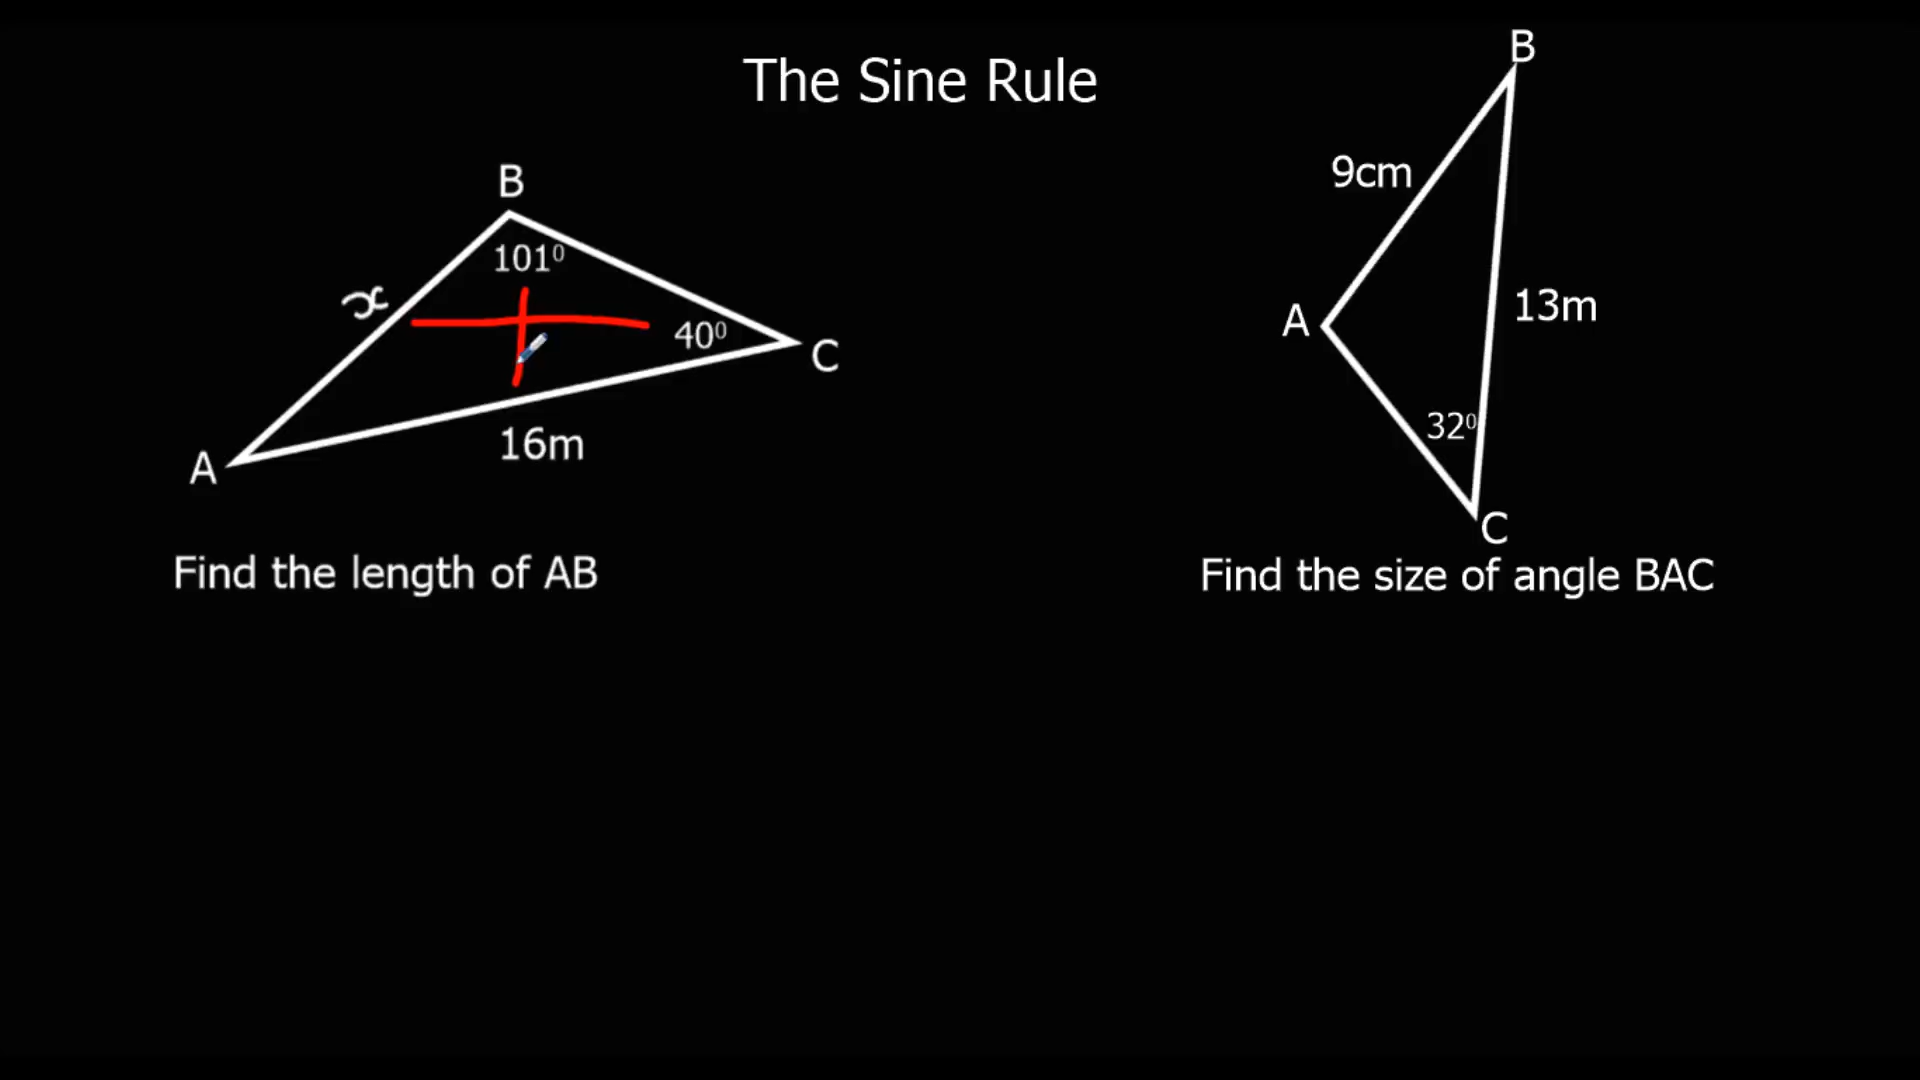 The Sine Rule
B
101⁰
x
40⁰
C
16m
A
Find the length of AB
B
9cm
A
13m
32⁰
C
Find the size of angle BAC